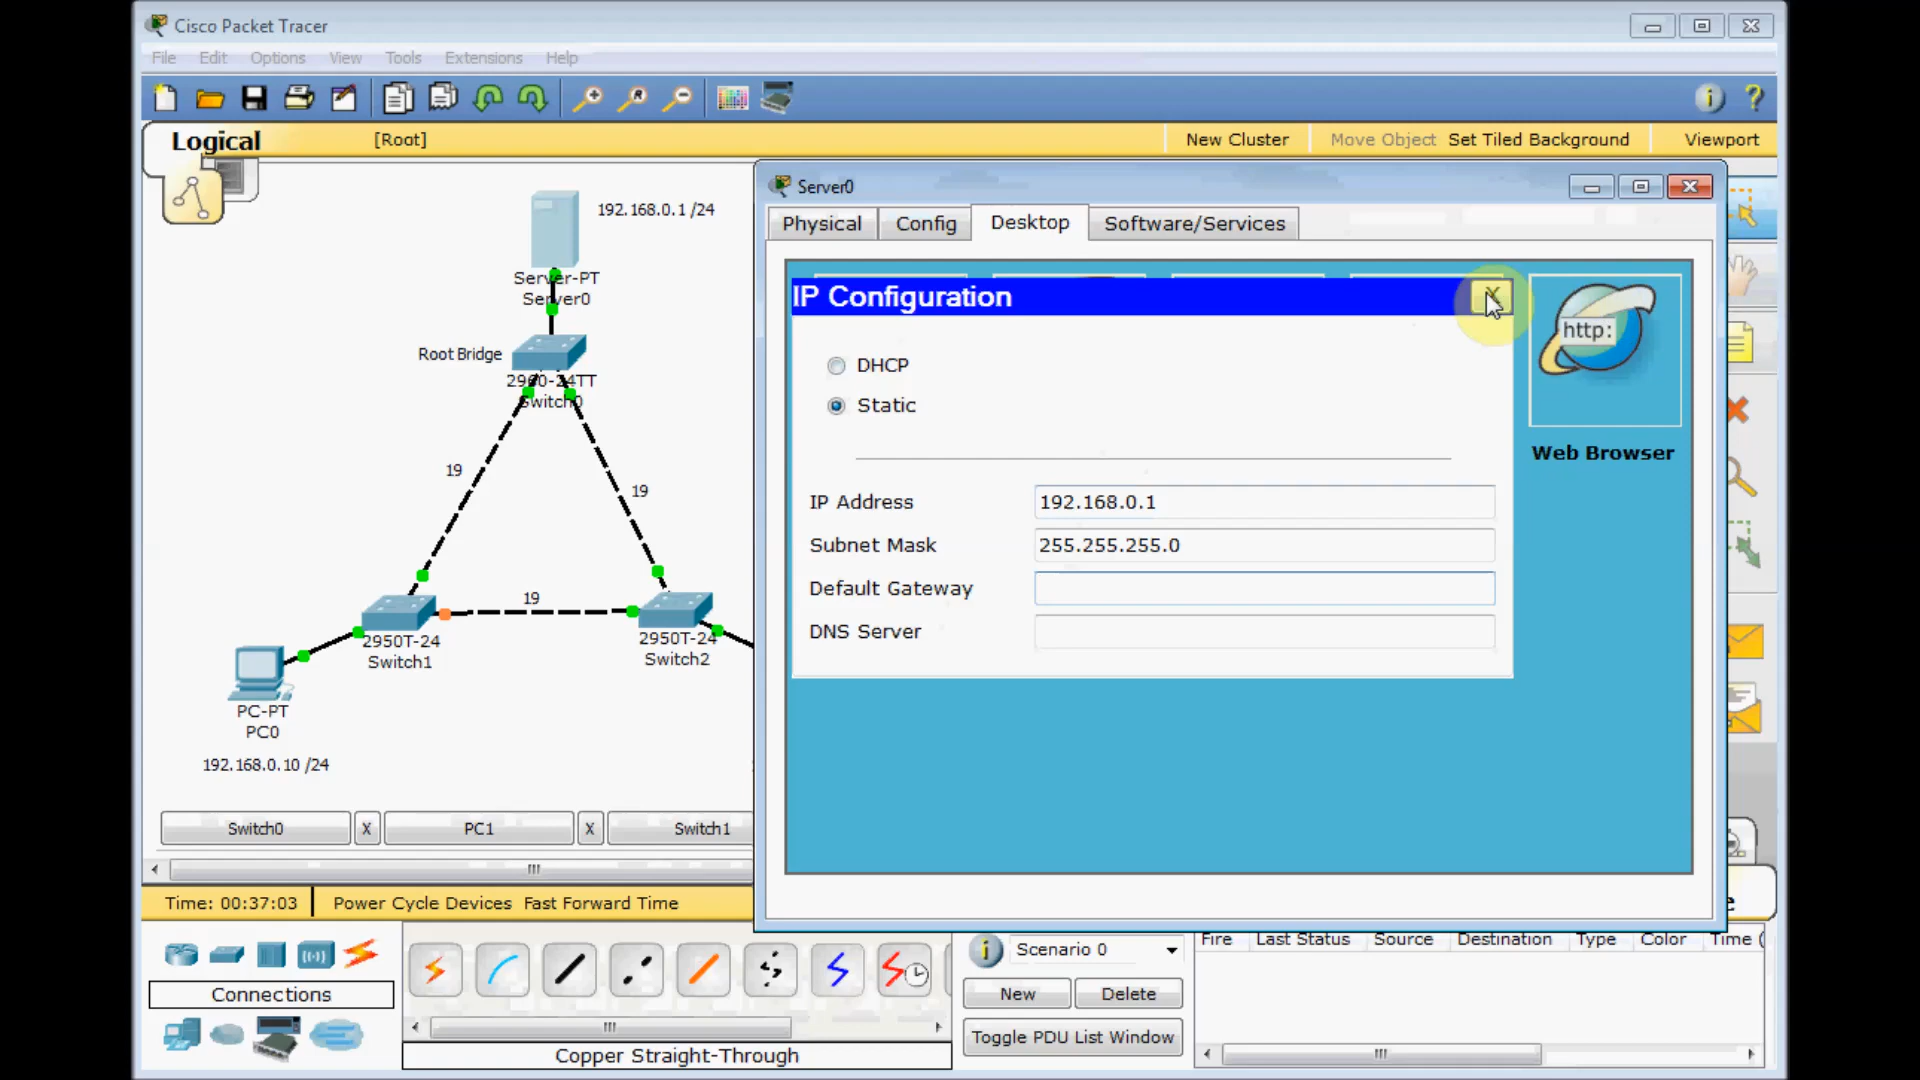 Cisco Packet Tracer
File Edit Options View Tools Extensions Help
Logical [Root] New Cluster Move Object Set Tiled Background Viewport
Server0
Physical Config Desktop Software/Services
IP Configuration X
http:
DHCP
Static
Web Browser
IP Address 192.168.0.1
Subnet Mask 255.255.255.0
Default Gateway
DNS Server
192.168.0.1 /24
Server-PT
Server0
Root Bridge
2960-24TT
Switch0
19
19
19
2950T-24
Switch1
2950T-24
Switch2
PC-PT
PC0
192.168.0.10 /24
Switch0 X PC1 X Switch1
Time: 00:37:03 Power Cycle Devices Fast Forward Time
Connections
Copper Straight-Through
Scenario 0
New Delete
Toggle PDU List Window
Fire Last Status Source Destination Type Color Time (